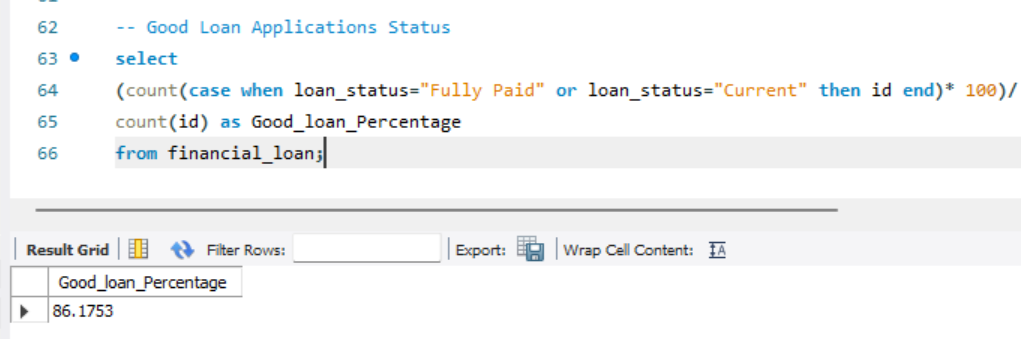 62 -- Good Loan Applications Status
63 select
64 (count(case when loan_status="Fully Paid" or loan_status="Current" then id end)* 100)/
65 count(id) as Good_loan_Percentage
66 from financial_loan;
Result Grid Filter Rows: Export: Wrap Cell Content:
Good_loan_Percentage
86.1753